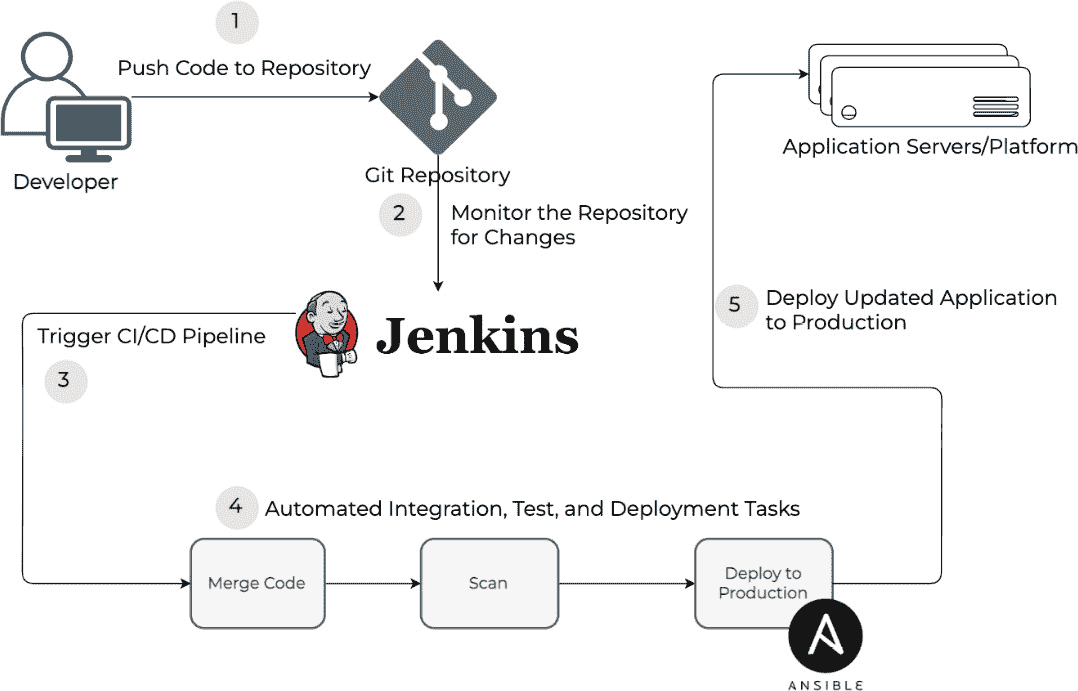 1
Push Code to Repository
Developer
Git Repository
2
Monitor the Repository
for Changes
Application Servers/Platform
Jenkins
Trigger CI/CD Pipeline
3
5
Deploy Updated Application
to Production
4
Automated Integration, Test, and Deployment Tasks
Merge Code
Scan
Deploy to
Production
ANSIBLE